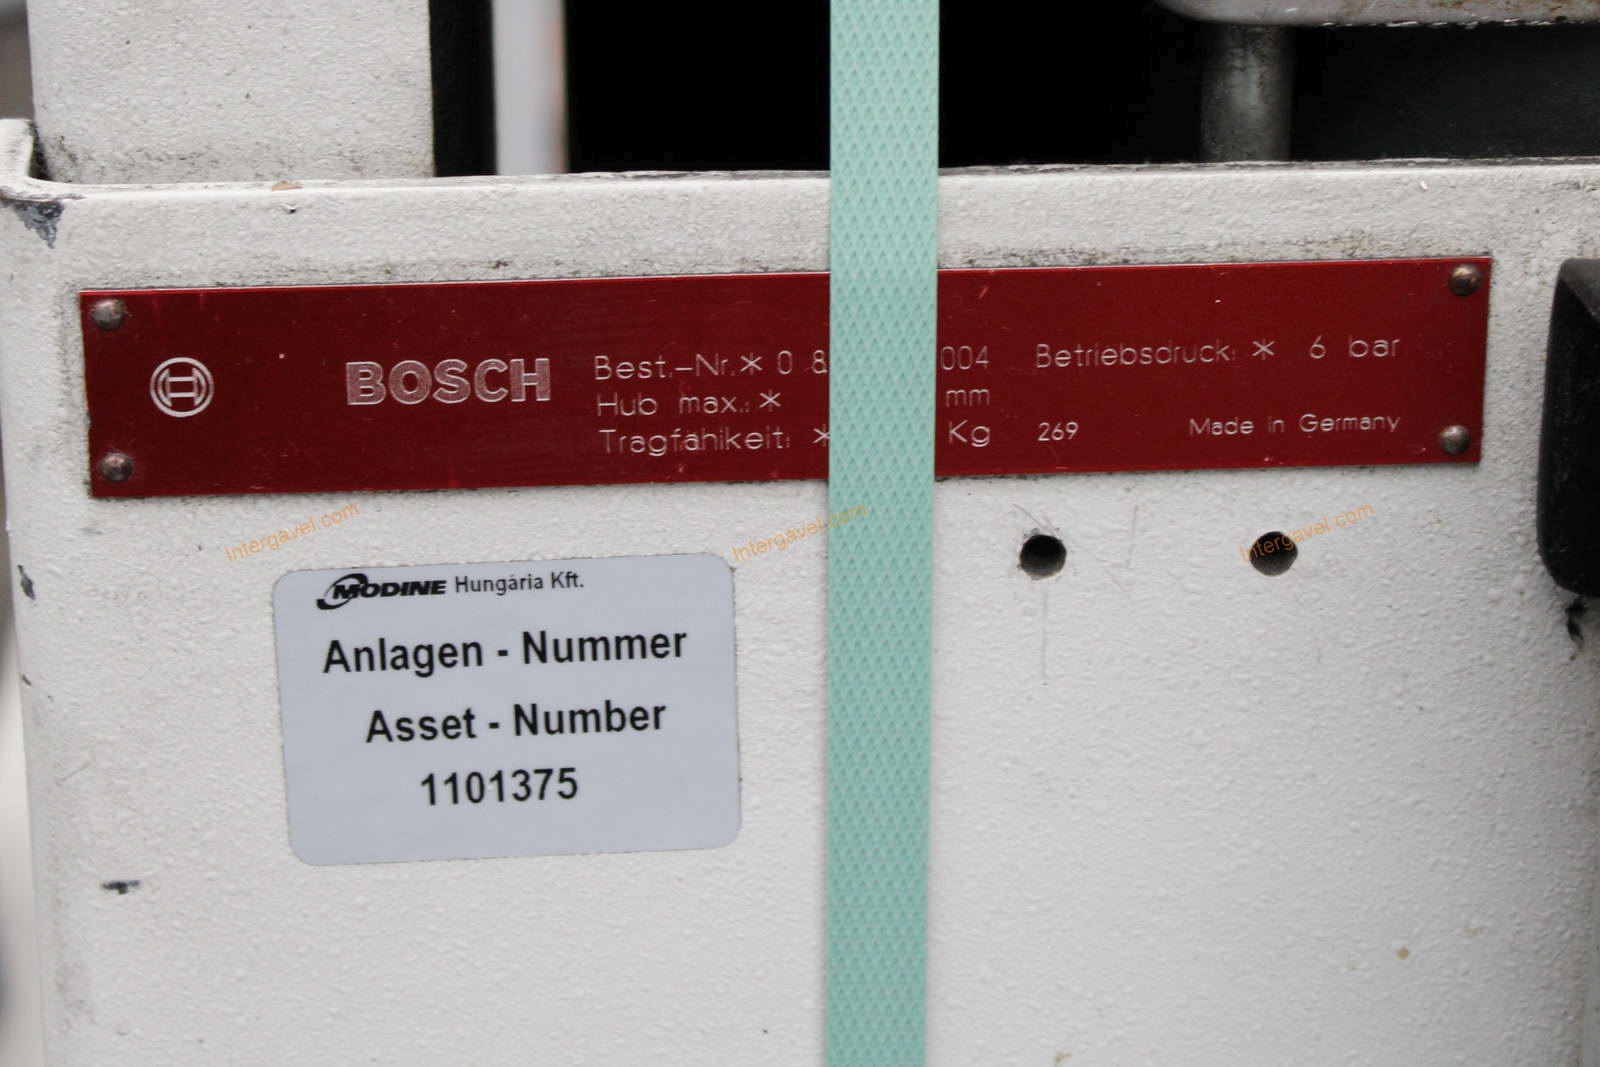 BOSCH
Best.-Nr.* 0 8 004
Hub max.: * mm
Tragfähikeit: * Kg
Betriebsdruck: * 6 bar
269 Made in Germany
Intergavel.com Intergavel.com Intergavel.com
MODINE Hungária Kft.
Anlagen - Nummer
Asset - Number
1101375